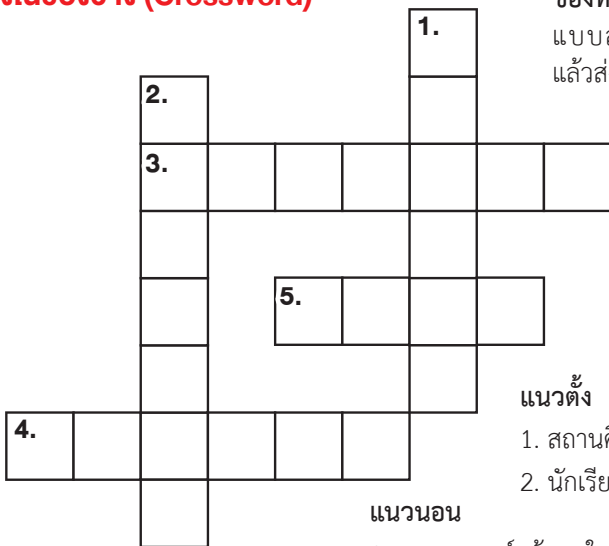 (Crossword)
แบบ
แล้วส่
1.
2.
3.
5.
4.
แนวตั้ง
1. สถาน
2. นักเรีย
แนวนอน